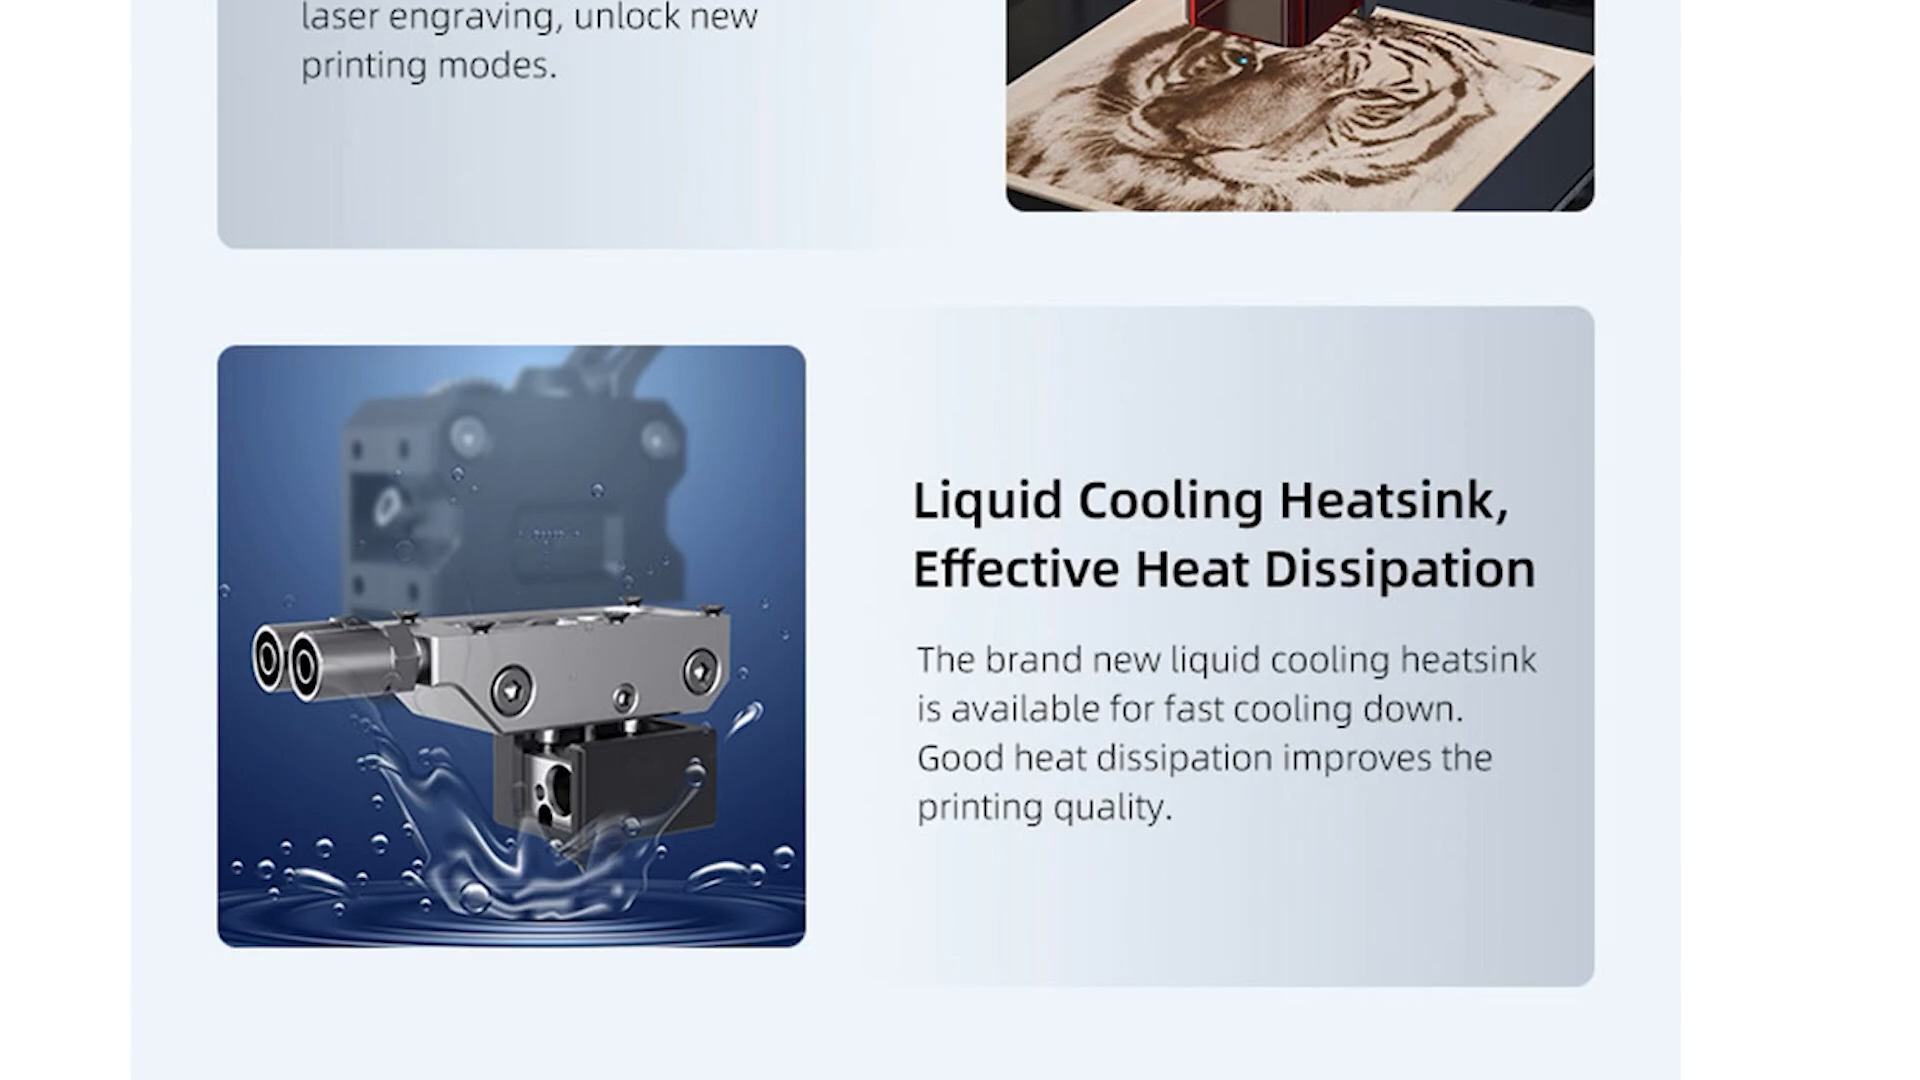 laser engraving, unlock new
printing modes.
Liquid Cooling Heatsink,
Effective Heat Dissipation
The brand new liquid cooling heatsink
is available for fast cooling down.
Good heat dissipation improves the
printing quality.